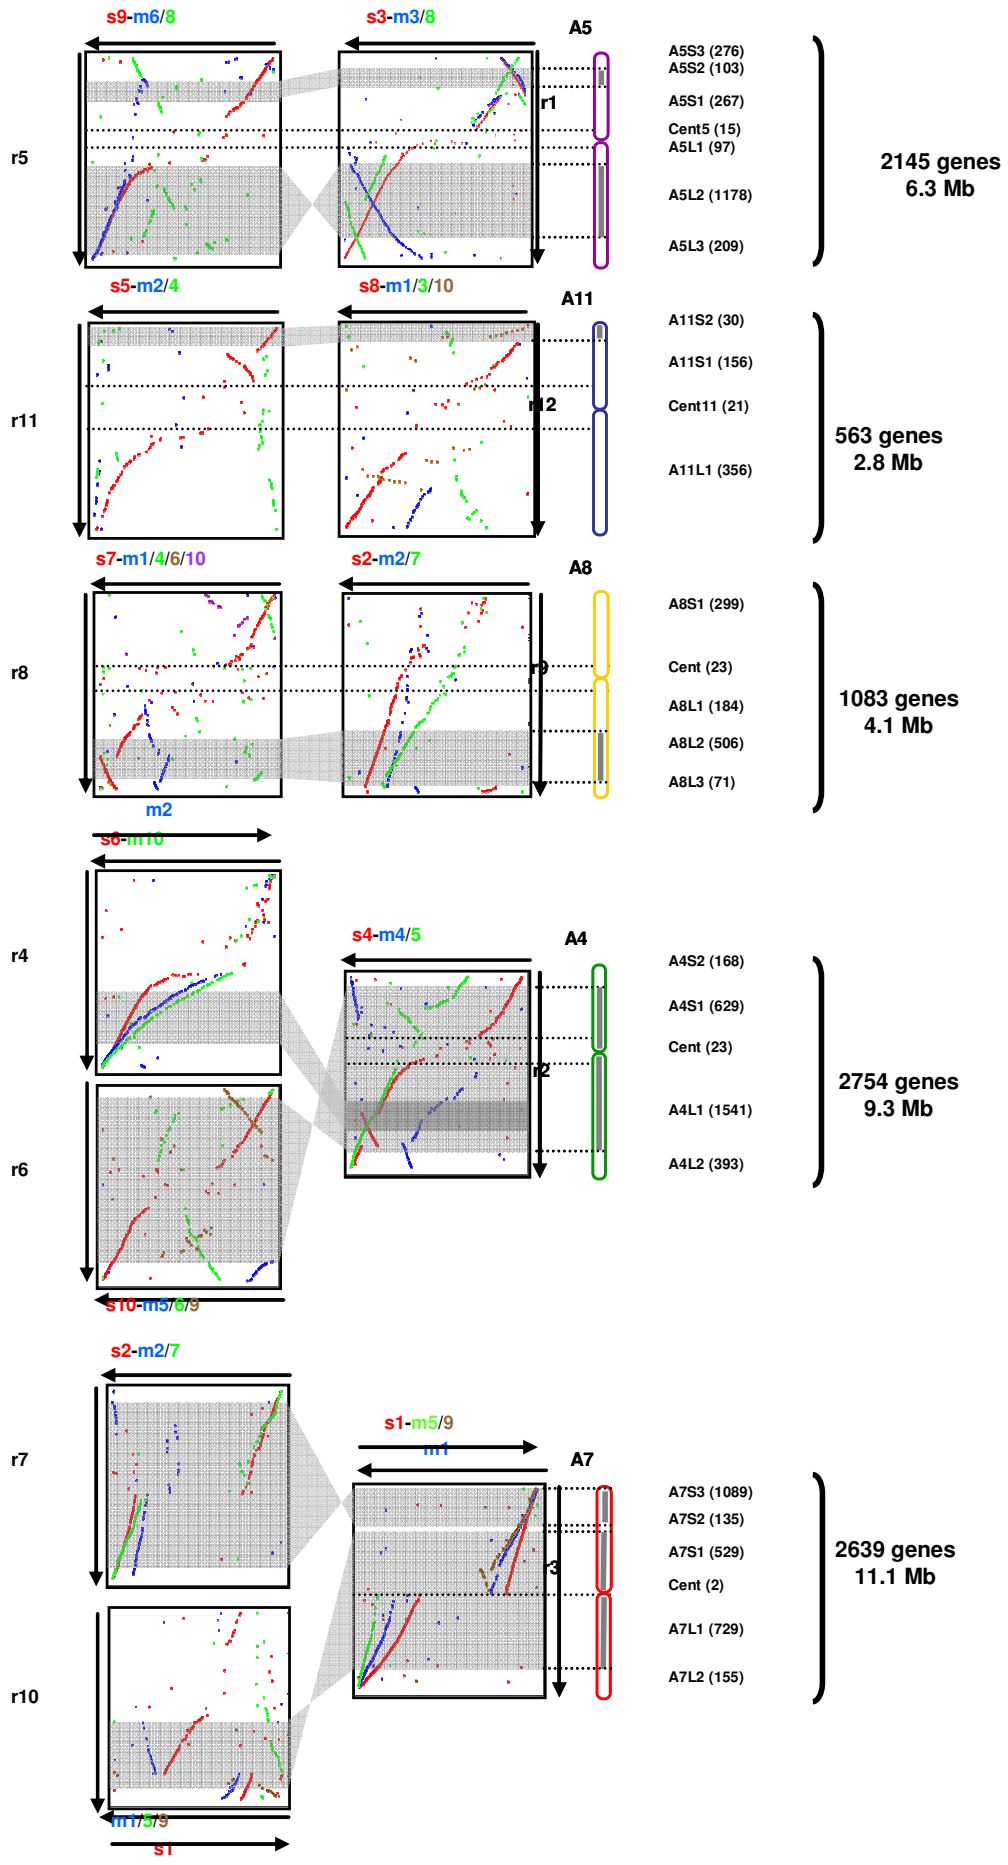 s9-m6/8
s3-m3/8
A5
r5
r1
A5S3 (276)
A5S2 (103)
A5S1 (267)
Cent5 (15)
A5L1 (97)
A5L2 (1178)
A5L3 (209)
2145 genes
6.3 Mb
s5-m2/4
s8-m1/3/10
A11
r11
r12
A11S2 (30)
A11S1 (156)
Cent11 (21)
A11L1 (356)
563 genes
2.8 Mb
s7-m1/4/6/10
s2-m2/7
A8
r8
r9
A8S1 (299)
Cent (23)
A8L1 (184)
A8L2 (506)
A8L3 (71)
1083 genes
4.1 Mb
m2
s6-m10
r4
s4-m4/5
A4
r2
A4S2 (168)
A4S1 (629)
Cent (23)
A4L1 (1541)
A4L2 (393)
2754 genes
9.3 Mb
r6
s10-m5/6/9
s2-m2/7
r7
s1-m5/9
m1
A7
r3
A7S3 (1089)
A7S2 (135)
A7S1 (529)
Cent (2)
A7L1 (729)
A7L2 (155)
2639 genes
11.1 Mb
r10
m1/5/9
s1